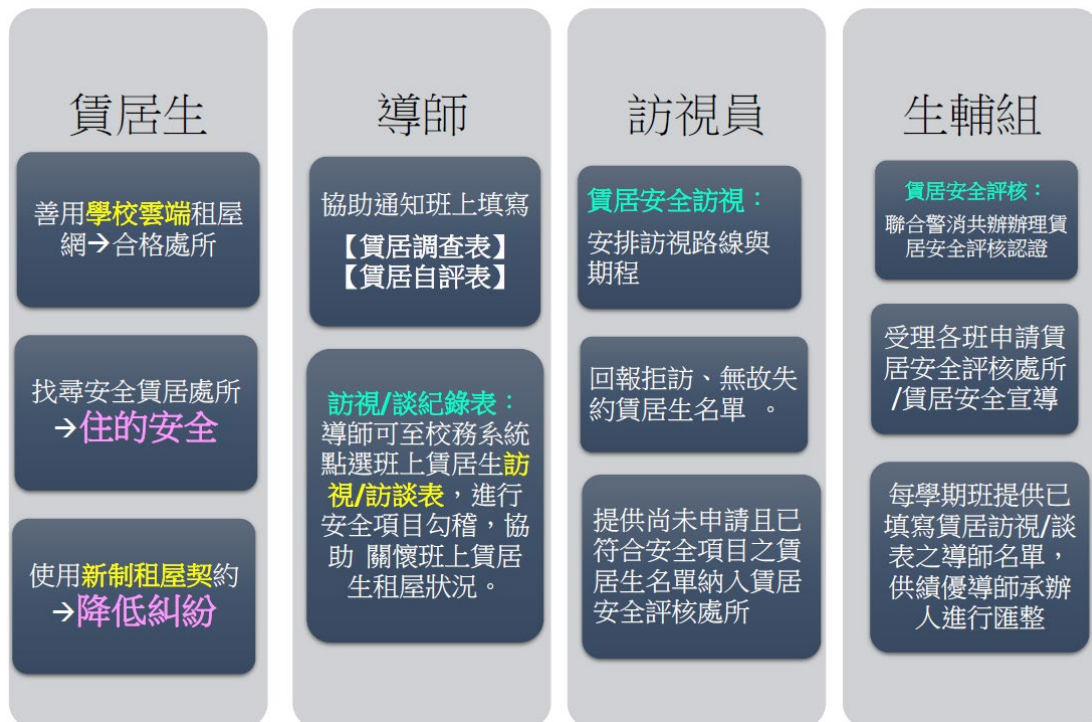 賃居生
善用學校雲端租屋
網→合格處所
找尋安全賃居處所
→住的安全
使用新制租屋契約
→降低糾紛
導師
協助通知班上填寫
【賃居調查表】
【賃居自評表】
訪視/談紀錄表：
導師可至校務系統
點選班上賃居生訪
視/訪談表，進行
安全項目勾稽，協
助 關懷班上賃居
生租屋狀況。
訪視員
賃居安全訪視：
安排訪視路線與
期程
回報拒訪、無故失
約賃居生名單 。
提供尚未申請且已
符合安全項目之賃
居生名單納入賃居
安全評核處所
生輔組
賃居安全評核：
聯合警消共辦辦理賃
居安全評核認證
受理各班申請賃
居安全評核處所
/賃居安全宣導
每學期班提供已
填寫賃居訪視/談
表之導師名單，
供績優導師承辦
人進行匯整